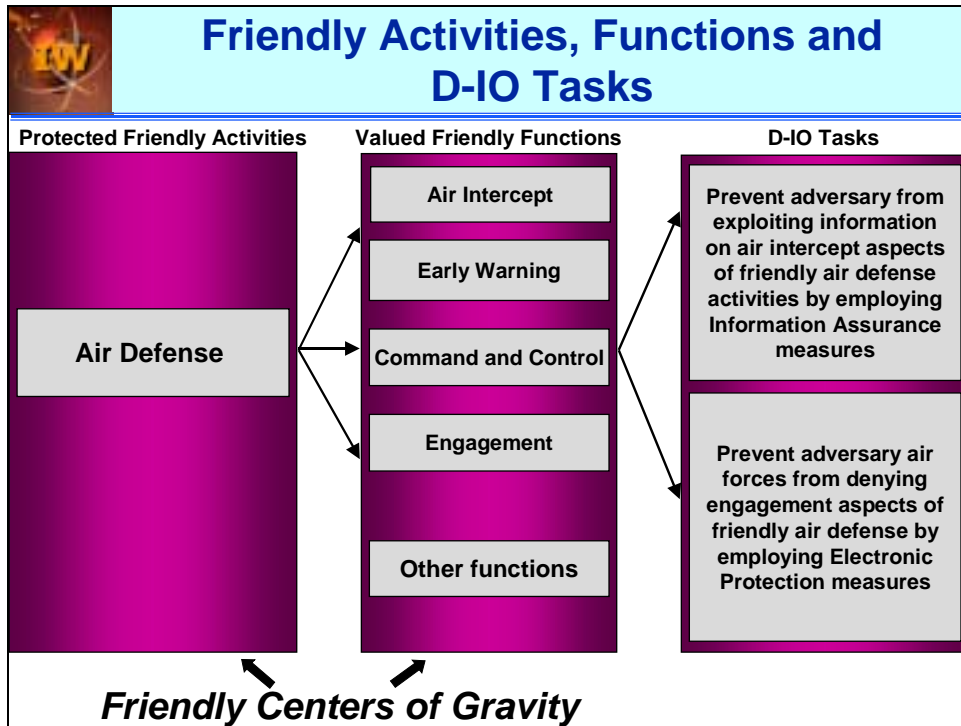 IW
Friendly Activities, Functions and
D-IO Tasks
Protected Friendly Activities
Valued Friendly Functions
D-IO Tasks
Air Defense
Air Intercept
Early Warning
Command and Control
Engagement
Other functions
Prevent adversary from
exploiting information
on air intercept aspects
of friendly air defense
activities by employing
Information Assurance
measures
Prevent adversary air
forces from denying
engagement aspects of
friendly air defense by
employing Electronic
Protection measures
Friendly Centers of Gravity